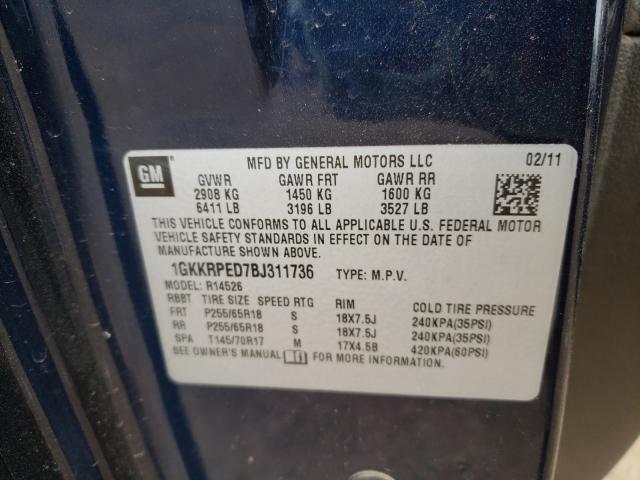 GM
MFD BY GENERAL MOTORS LLC 02/11
GVWR GAWR FRT GAWR RR
2908 KG 1450 KG 1600 KG
6411 LB 3196 LB 3527 LB
THIS VEHICLE CONFORMS TO ALL APPLICABLE U.S. FEDERAL MOTOR
VEHICLE SAFETY STANDARDS IN EFFECT ON THE DATE OF
MANUFACTURE SHOWN ABOVE.
1GKKRPED7BJ311736 TYPE: M.P.V.
MODEL: R14526
RBBT TIRE SIZE SPEED RTG RIM COLD TIRE PRESSURE
FRT P255/65R18 S 18X7.5J 240KPA(35PSI)
RR P255/65R18 S 18X7.5J 240KPA(35PSI)
SPA T145/70R17 M 17X4.5B 420KPA(60PSI)
SEE OWNER'S MANUAL FOR MORE INFORMATION.